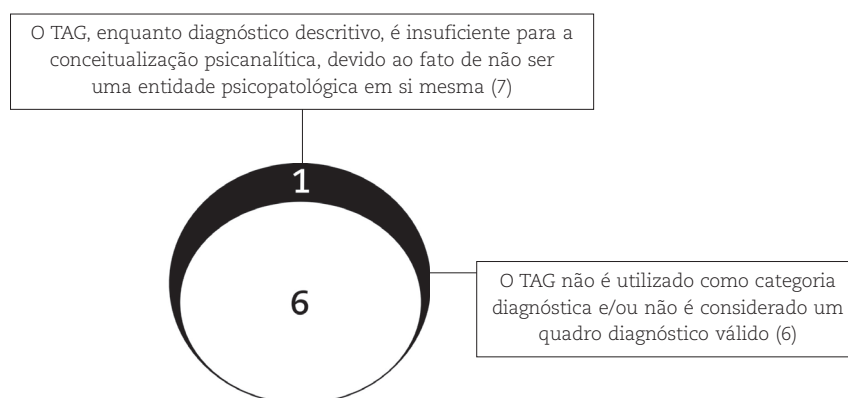 O TAG, enquanto diagnóstico descritivo, é insuficiente para a
conceitualização psicanalítica, devido ao fato de não ser
uma entidade psicopatológica em si mesma (7)
1
6
O TAG não é utilizado como categoria
diagnóstica e/ou não é considerado um
quadro diagnóstico válido (6)